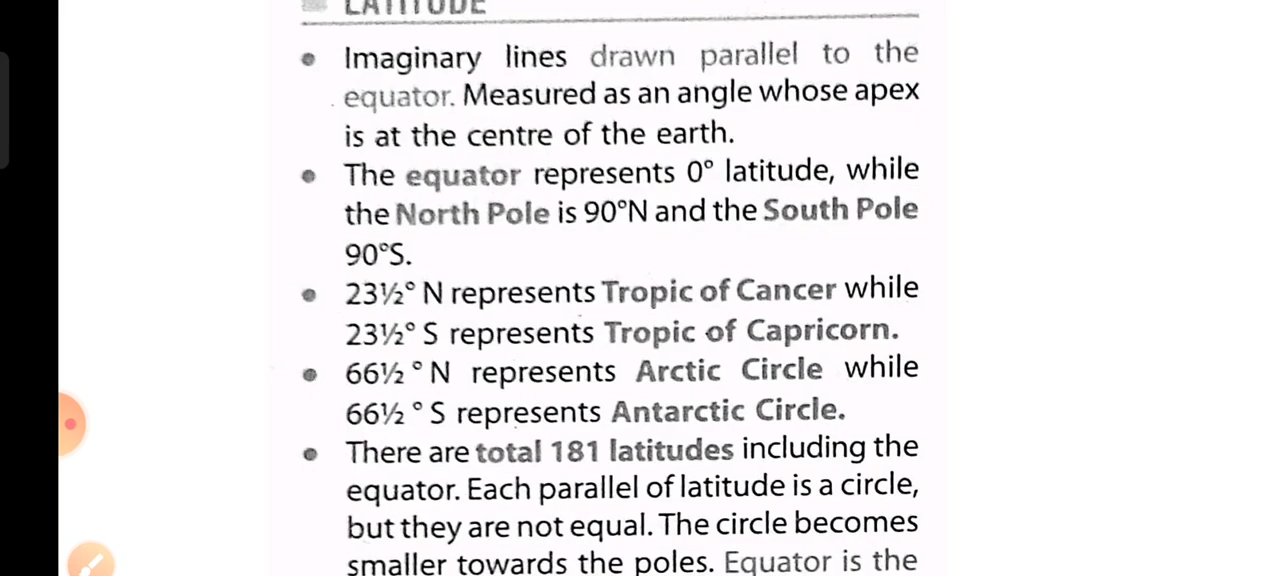 LATITUDE
• Imaginary lines drawn parallel to the
equator. Measured as an angle whose apex
is at the centre of the earth.
• The equator represents 0° latitude, while
the North Pole is 90°N and the South Pole
90°S.
• 23½° N represents Tropic of Cancer while
23½° S represents Tropic of Capricorn.
• 66½ ° N represents Arctic Circle while
66½ ° S represents Antarctic Circle.
• There are total 181 latitudes including the
equator. Each parallel of latitude is a circle,
but they are not equal. The circle becomes
smaller towards the poles. Equator is the